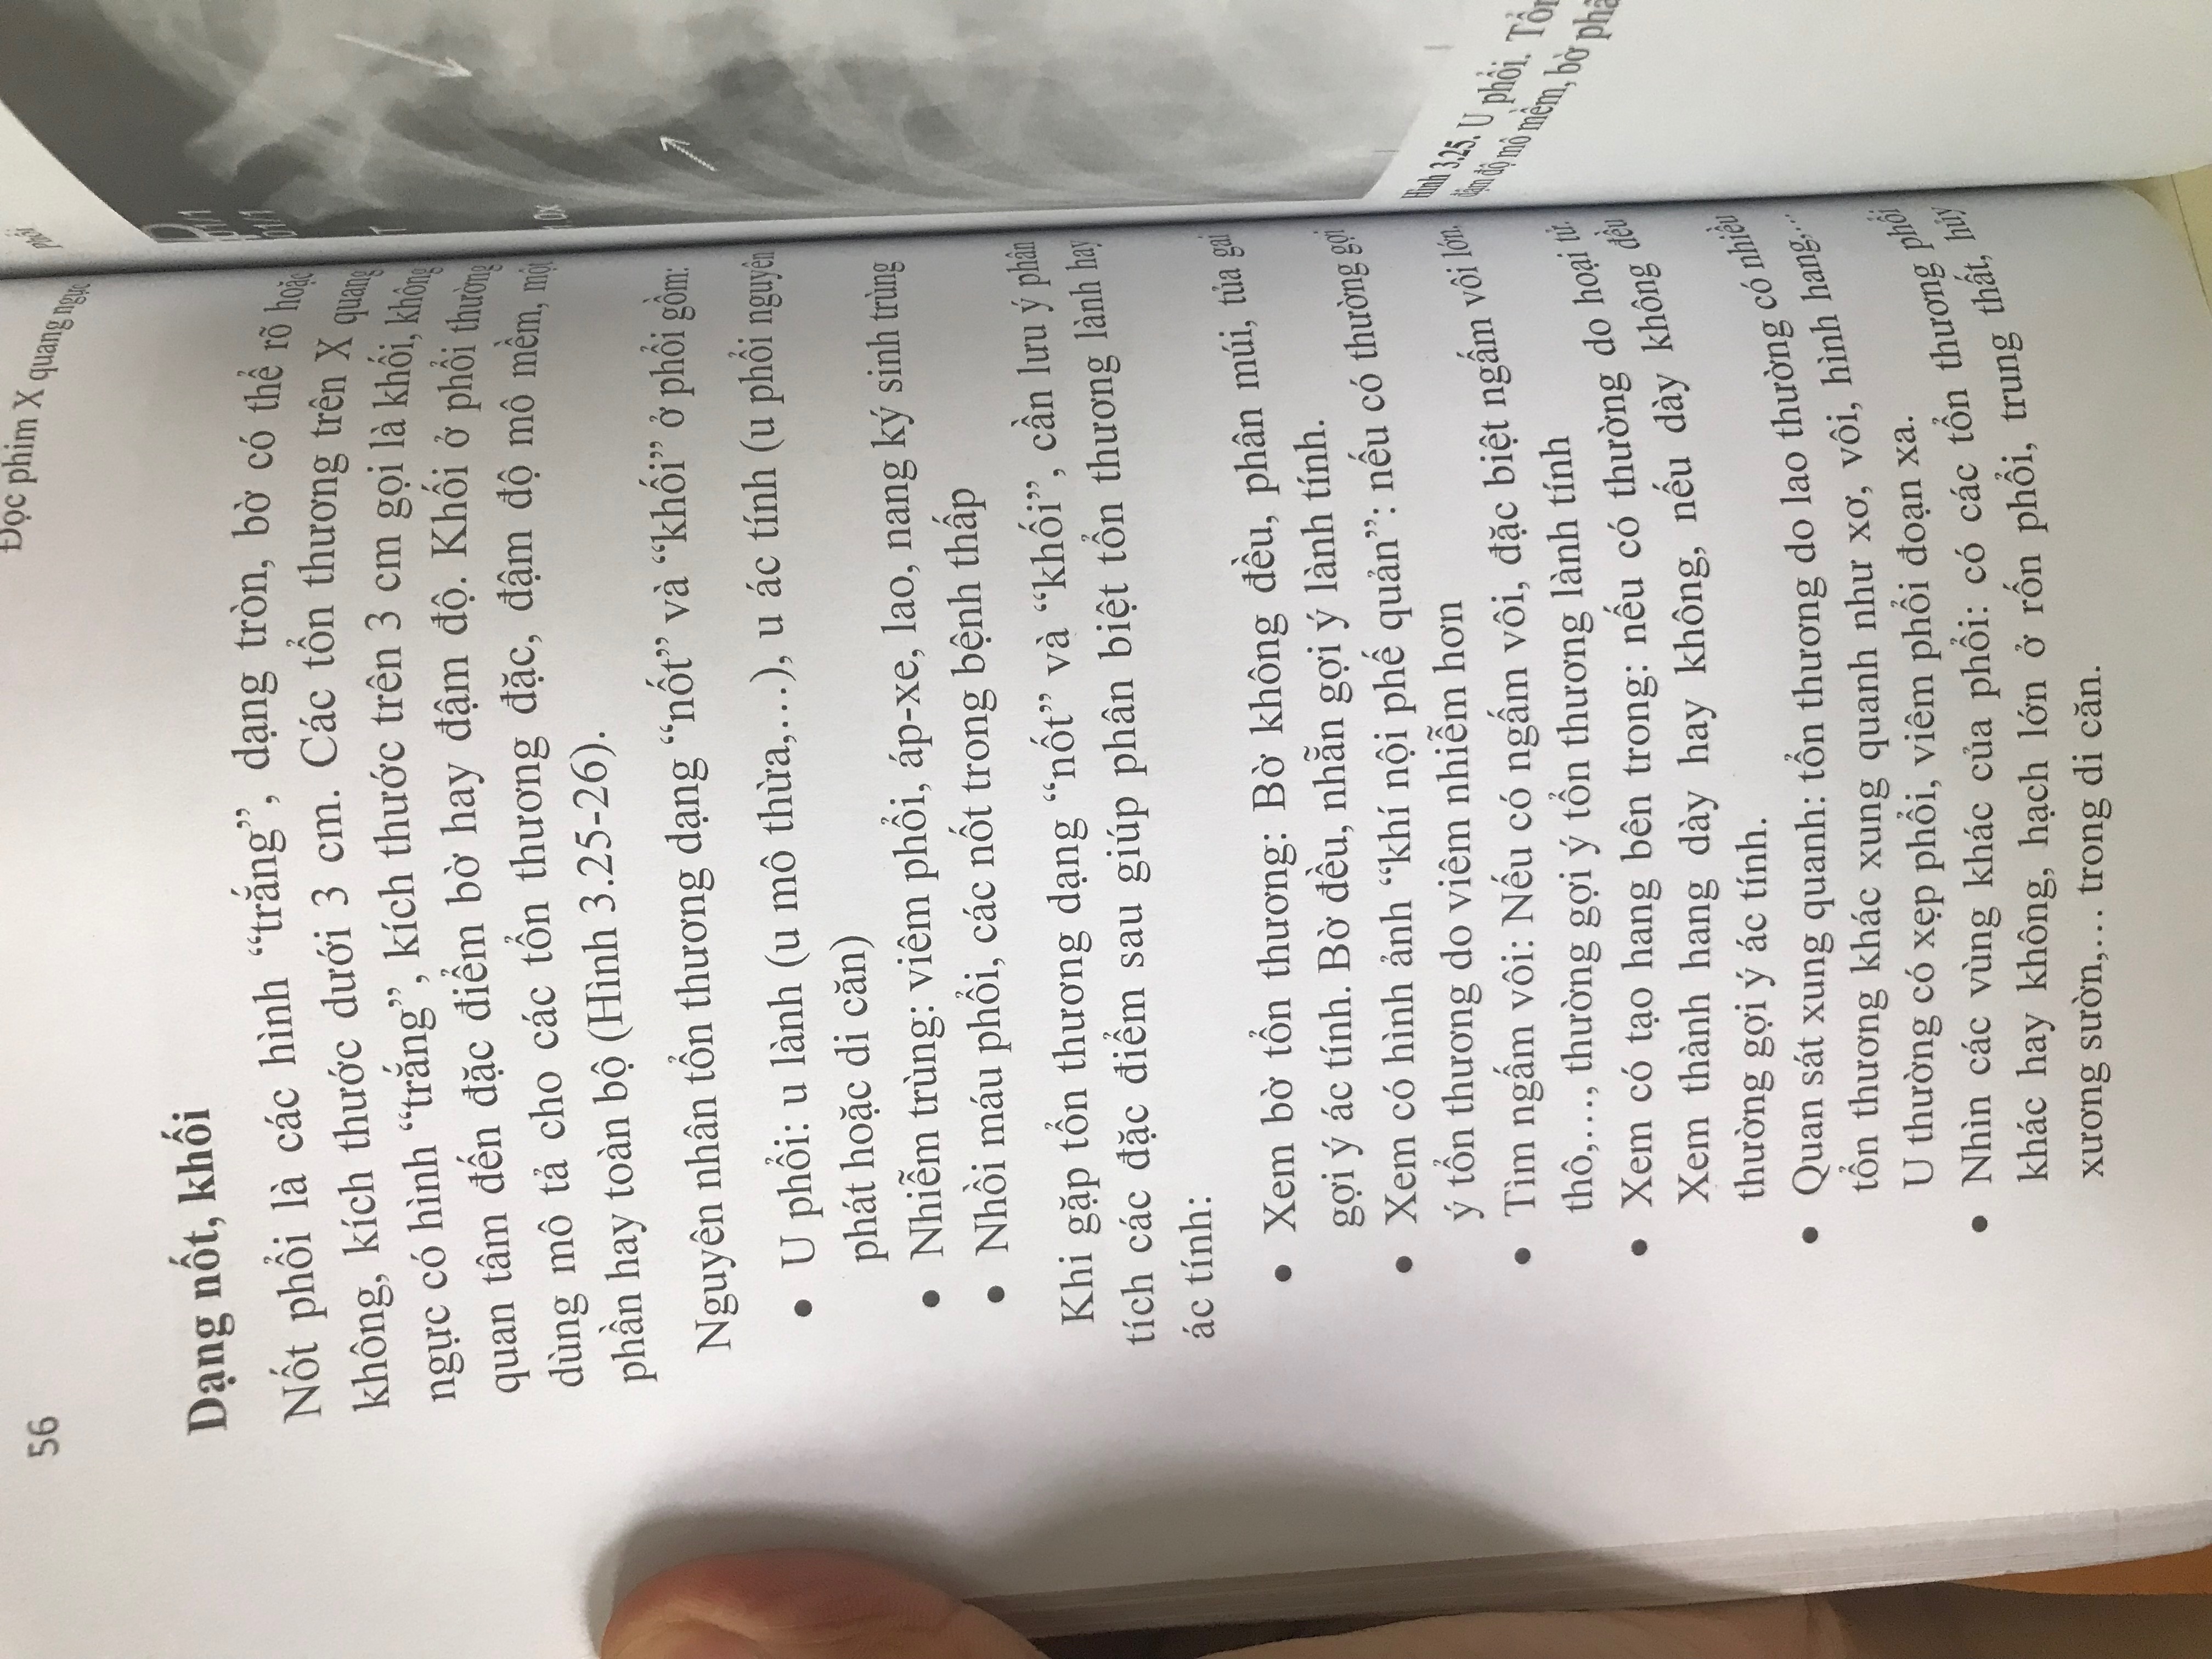 56
Đọc phim X quang ngực
Dạng nốt, khối
Nốt phổi là các hình “trắng”, dạng tròn, bờ có thể rõ hoặc
không, kích thước dưới 3 cm. Các tổn thương trên X quang
ngực có hình “trắng”, kích thước trên 3 cm gọi là khối, không
quan tâm đến đặc điểm bờ hay đậm độ. Khối ở phổi thường
dùng mô tả cho các tổn thương đặc, đậm độ mô mềm, một
phần hay toàn bộ (Hình 3.25-26).
Nguyên nhân tổn thương dạng “nốt” và “khối” ở phổi gồm:
• U phổi: u lành (u mô thừa,…), u ác tính (u phổi nguyên
phát hoặc di căn)
• Nhiễm trùng: viêm phổi, áp-xe, lao, nang ký sinh trùng
• Nhồi máu phổi, các nốt trong bệnh thấp
Khi gặp tổn thương dạng “nốt” và “khối”, cần lưu ý phân
tích các đặc điểm sau giúp phân biệt tổn thương lành hay
ác tính:
• Xem bờ tổn thương: Bờ không đều, phân múi, tủa gai
gợi ý ác tính. Bờ đều, nhẵn gợi ý lành tính.
• Xem có hình ảnh “khí nội phế quản”: nếu có thường gợi
ý tổn thương do viêm nhiễm hơn
• Tìm ngấm vôi: Nếu có ngấm vôi, đặc biệt ngấm vôi lớn,
thô,…, thường gợi ý tổn thương lành tính
• Xem có tạo hang bên trong: nếu có thường do hoại tử.
Xem thành hang dày hay không, nếu dày không đều
thường gợi ý ác tính.
• Quan sát xung quanh: tổn thương do lao thường có nhiều
tổn thương khác xung quanh như xơ, vôi, hình hang,…
U thường có xẹp phổi, viêm phổi đoạn xa.
• Nhìn các vùng khác của phổi: có các tổn thương phổi
khác hay không, hạch lớn ở rốn phổi, trung thất, hủy
xương sườn,… trong di căn.
Phổi
Hình 3.25. U phổi.
đậm độ mô mềm, bờ